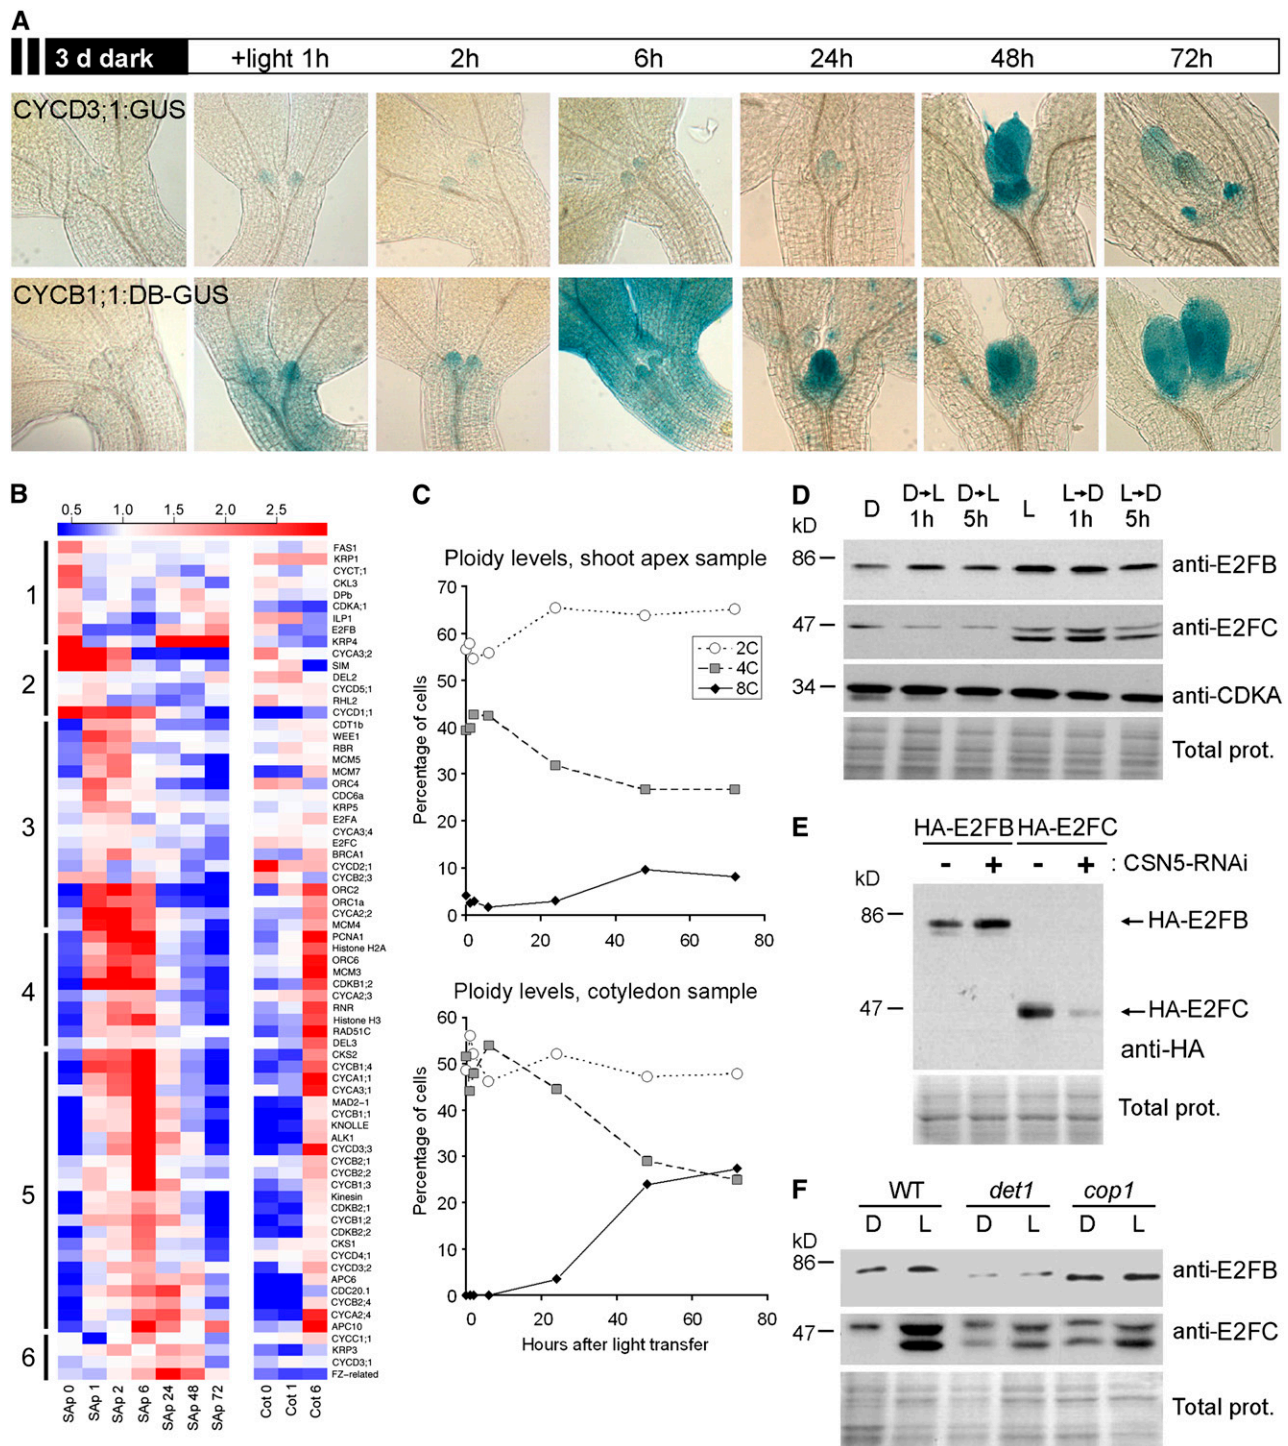 A
3 d dark +light 1h 2h 6h 24h 48h 72h
CYCD3;1:GUS
CYCB1;1:DB-GUS
B
0.5 1.0 1.5 2.0 2.5
1
FAS1
KRP1
CYCT;1
CKL3
DPb
CDKA;1
ILP1
E2FB
KRP4
2
CYCA3;2
SIM
DEL2
CYCD5;1
RHL2
CYCD1;1
3
CDT1b
WEE1
RBR
MCM5
MCM7
ORC4
CDC6a
KRP5
E2FA
CYCA3;4
E2FC
BRCA1
CYCD2;1
CYCB2;3
ORC2
ORC1a
CYCA2;2
MCM4
4
PCNA1
Histone H2A
ORC6
MCM3
CDKB1;2
CYCA2;3
RNR
Histone H3
RAD51C
DEL3
5
CKS2
CYCB1;4
CYCA1;1
CYCA3;1
MAD2-1
CYCB1;1
KNOLLE
ALK1
CYCD3;3
CYCB2;1
CYCB2;2
CYCB1;3
Kinesin
CDKB2;1
CYCB1;2
CDKB2;2
CKS1
CYCD4;1
CYCD3;2
APC6
CDC20.1
CYCB2;4
CYCA2;4
APC10
6
CYCC1;1
KRP3
CYCD3;1
FZ-related
SAp 0 SAp 1 SAp 2 SAp 6 SAp 24 SAp 48 SAp 72 Cot 0 Cot 1 Cot 6
C
Ploidy levels, shoot apex sample
Percentage of cells
70
60
50
40
30
20
10
0
0 20 40 60 80
2C
4C
8C
Ploidy levels, cotyledon sample
Percentage of cells
60
50
40
30
20
10
0
0 20 40 60 80
Hours after light transfer
D
kD
D D→L 1h D→L 5h L L→D 1h L→D 5h
86 anti-E2FB
47 anti-E2FC
34 anti-CDKA
Total prot.
E
HA-E2FB HA-E2FC
- + - + : CSN5-RNAi
kD
86 ←HA-E2FB
47 ←HA-E2FC
anti-HA
Total prot.
F
WT det1 cop1
D L D L D L
kD
86 anti-E2FB
47 anti-E2FC
Total prot.